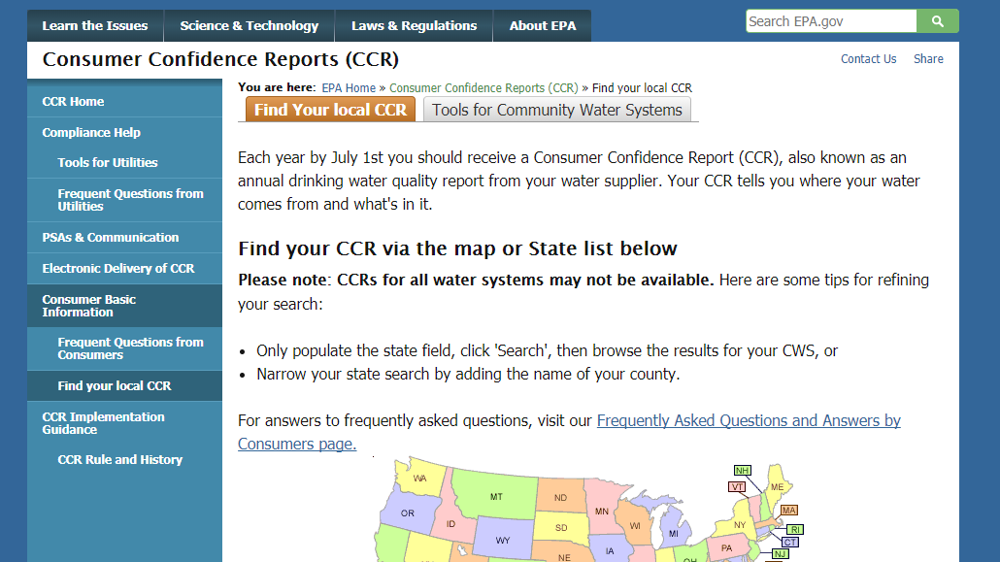 Learn the Issues
Science & Technology
Laws & Regulations
About EPA
Search EPA.gov
Consumer Confidence Reports (CCR)
Contact Us
Share
You are here: EPA Home » Consumer Confidence Reports (CCR) » Find your local CCR
CCR Home
Compliance Help
Tools for Utilities
Frequent Questions from
Utilities
PSAs & Communication
Electronic Delivery of CCR
Consumer Basic
Information
Frequent Questions from
Consumers
Find your local CCR
CCR Implementation
Guidance
CCR Rule and History
Find Your local CCR
Tools for Community Water Systems
Each year by July 1st you should receive a Consumer Confidence Report (CCR), also known as an
annual drinking water quality report from your water supplier. Your CCR tells you where your water
comes from and what's in it.
Find your CCR via the map or State list below
Please note: CCRs for all water systems may not be available. Here are some tips for refining
your search:
• Only populate the state field, click 'Search', then browse the results for your CWS, or
• Narrow your state search by adding the name of your county.
For answers to frequently asked questions, visit our Frequently Asked Questions and Answers by
Consumers page.
WA
OR
ID
MT
WY
ND
SD
NE
MN
IA
WI
MI
OH
PA
NY
VT
NH
ME
MA
RI
CT
NJ